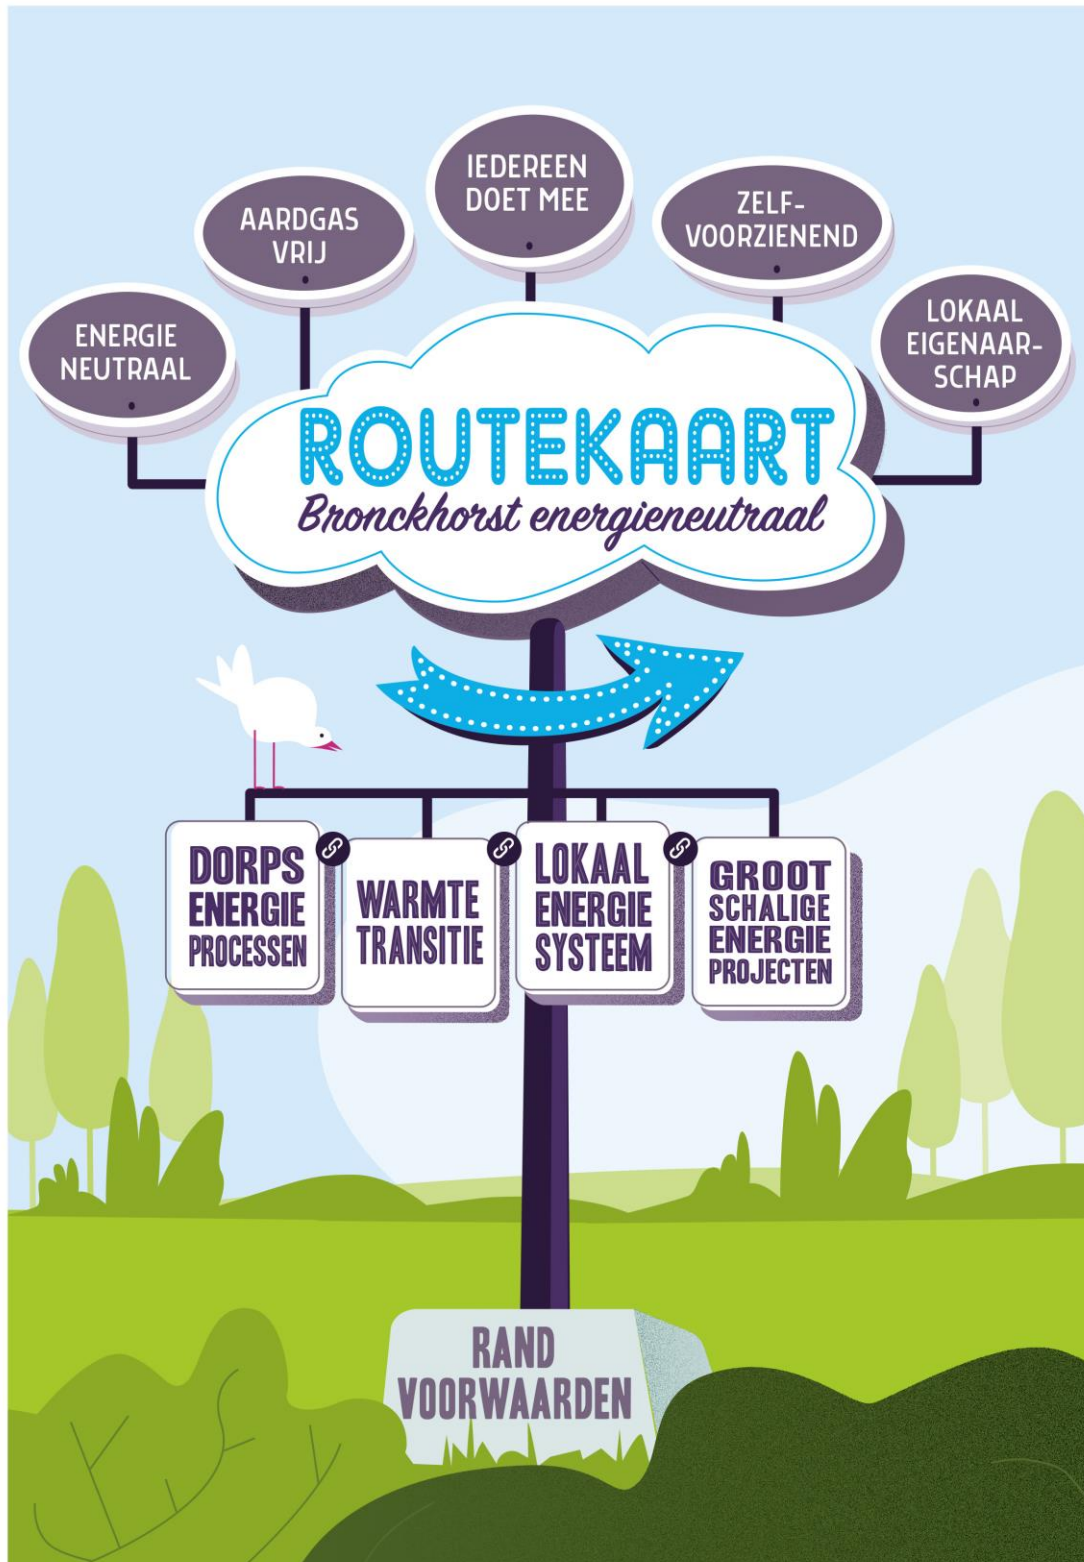 IEDEREEN
DOET MEE
AARDGAS
VRIJ
ZELF-
VOORZIENEND
ENERGIE
NEUTRAAL
LOKAAL
EIGENAAR-
SCHAP
ROUTEKAART
Bronckhorst energieneutraal
DORPS
ENERGIE
PROCESSEN
WARMTE
TRANSITIE
LOKAAL
ENERGIE
SYSTEEM
GROOT
SCHALIGE
ENERGIE
PROJECTEN
RAND
VOORWAARDEN